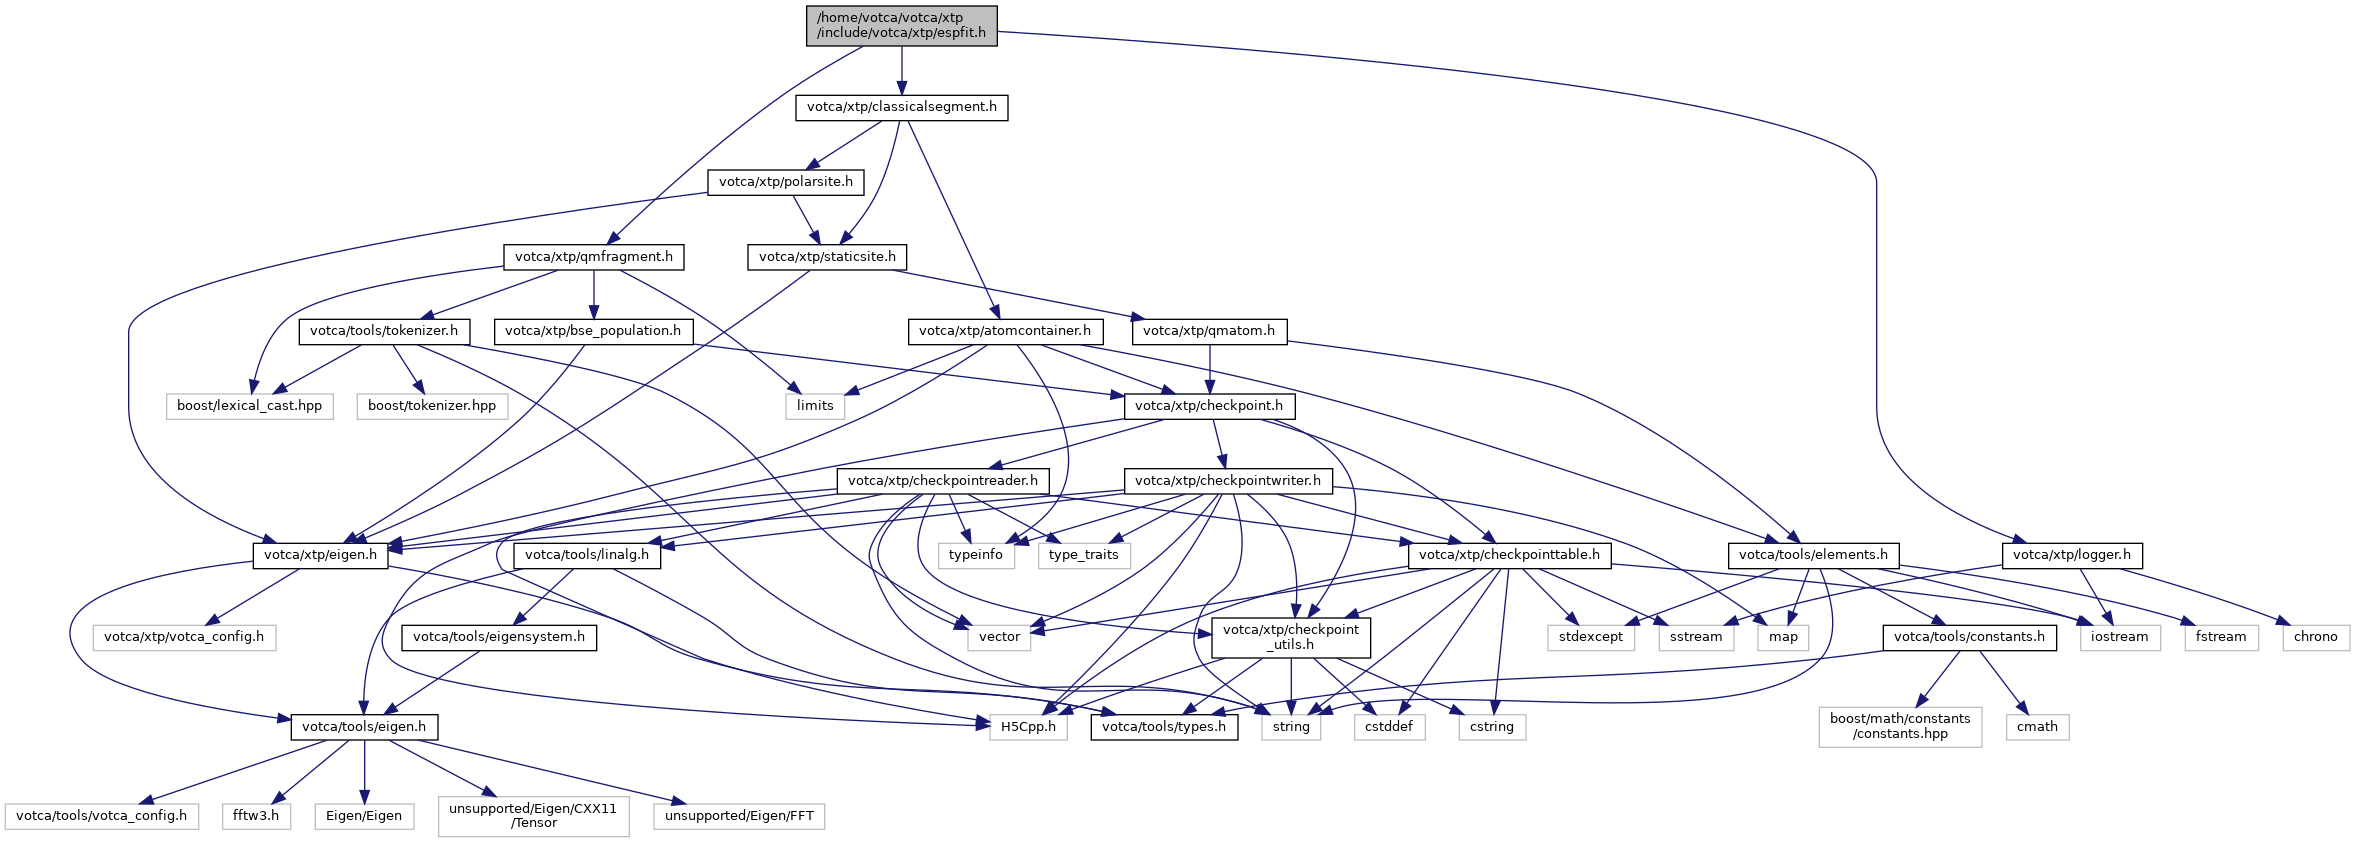 /home/votca/votca/xtp
/include/votca/xtp/espfit.h
votca/xtp/classicalsegment.h
votca/xtp/polarsite.h
votca/xtp/qmfragment.h
votca/xtp/staticsite.h
votca/tools/tokenizer.h
votca/xtp/bse_population.h
votca/xtp/atomcontainer.h
votca/xtp/qmatom.h
boost/lexical_cast.hpp
boost/tokenizer.hpp
limits
votca/xtp/checkpoint.h
votca/xtp/checkpointreader.h
votca/xtp/checkpointwriter.h
votca/xtp/eigen.h
votca/tools/linalg.h
typeinfo
type_traits
votca/xtp/checkpointtable.h
votca/tools/elements.h
votca/xtp/logger.h
votca/xtp/votca_config.h
votca/tools/eigensystem.h
vector
votca/xtp/checkpoint
_utils.h
stdexcept
sstream
map
votca/tools/constants.h
iostream
fstream
chrono
votca/tools/eigen.h
H5Cpp.h
votca/tools/types.h
string
cstddef
cstring
boost/math/constants
/constants.hpp
cmath
votca/tools/votca_config.h
fftw3.h
Eigen/Eigen
unsupported/Eigen/CXX11
/Tensor
unsupported/Eigen/FFT